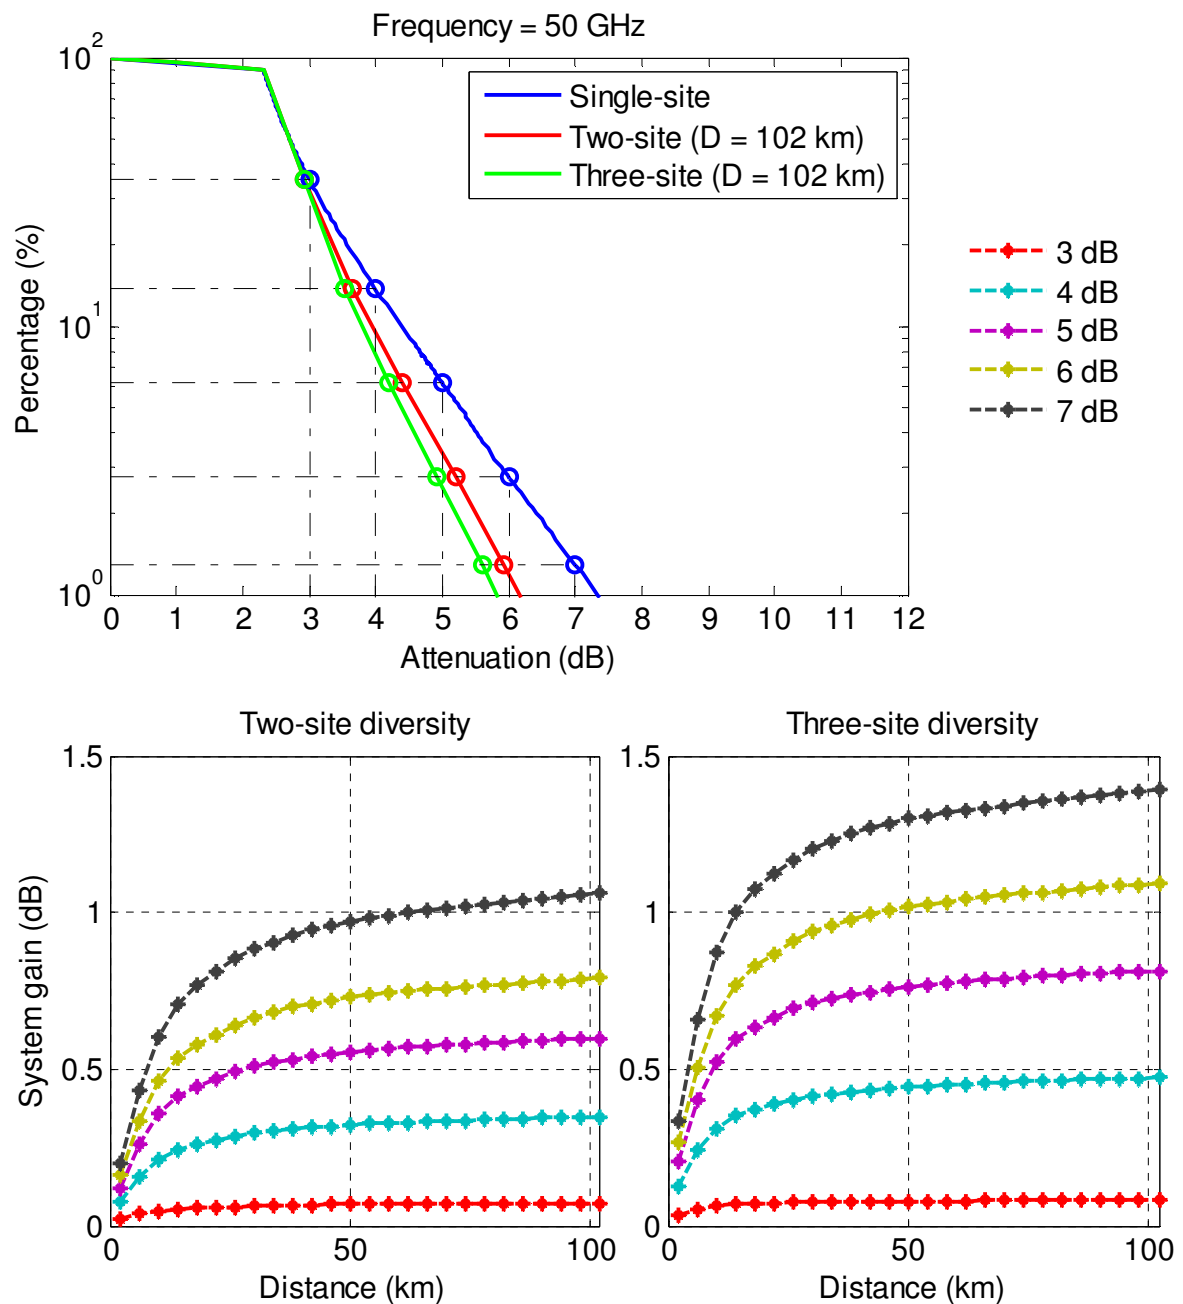 Frequency = 50 GHz
Single-site
Two-site (D = 102 km)
Three-site (D = 102 km)
10^2
10^1
10^0
Percentage (%)
0 1 2 3 4 5 6 7 8 9 10 11 12
Attenuation (dB)
3 dB
4 dB
5 dB
6 dB
7 dB
Two-site diversity
1.5
1
0.5
0
System gain (dB)
0 50 100
Distance (km)
Three-site diversity
1.5
1
0.5
0
0 50 100
Distance (km)